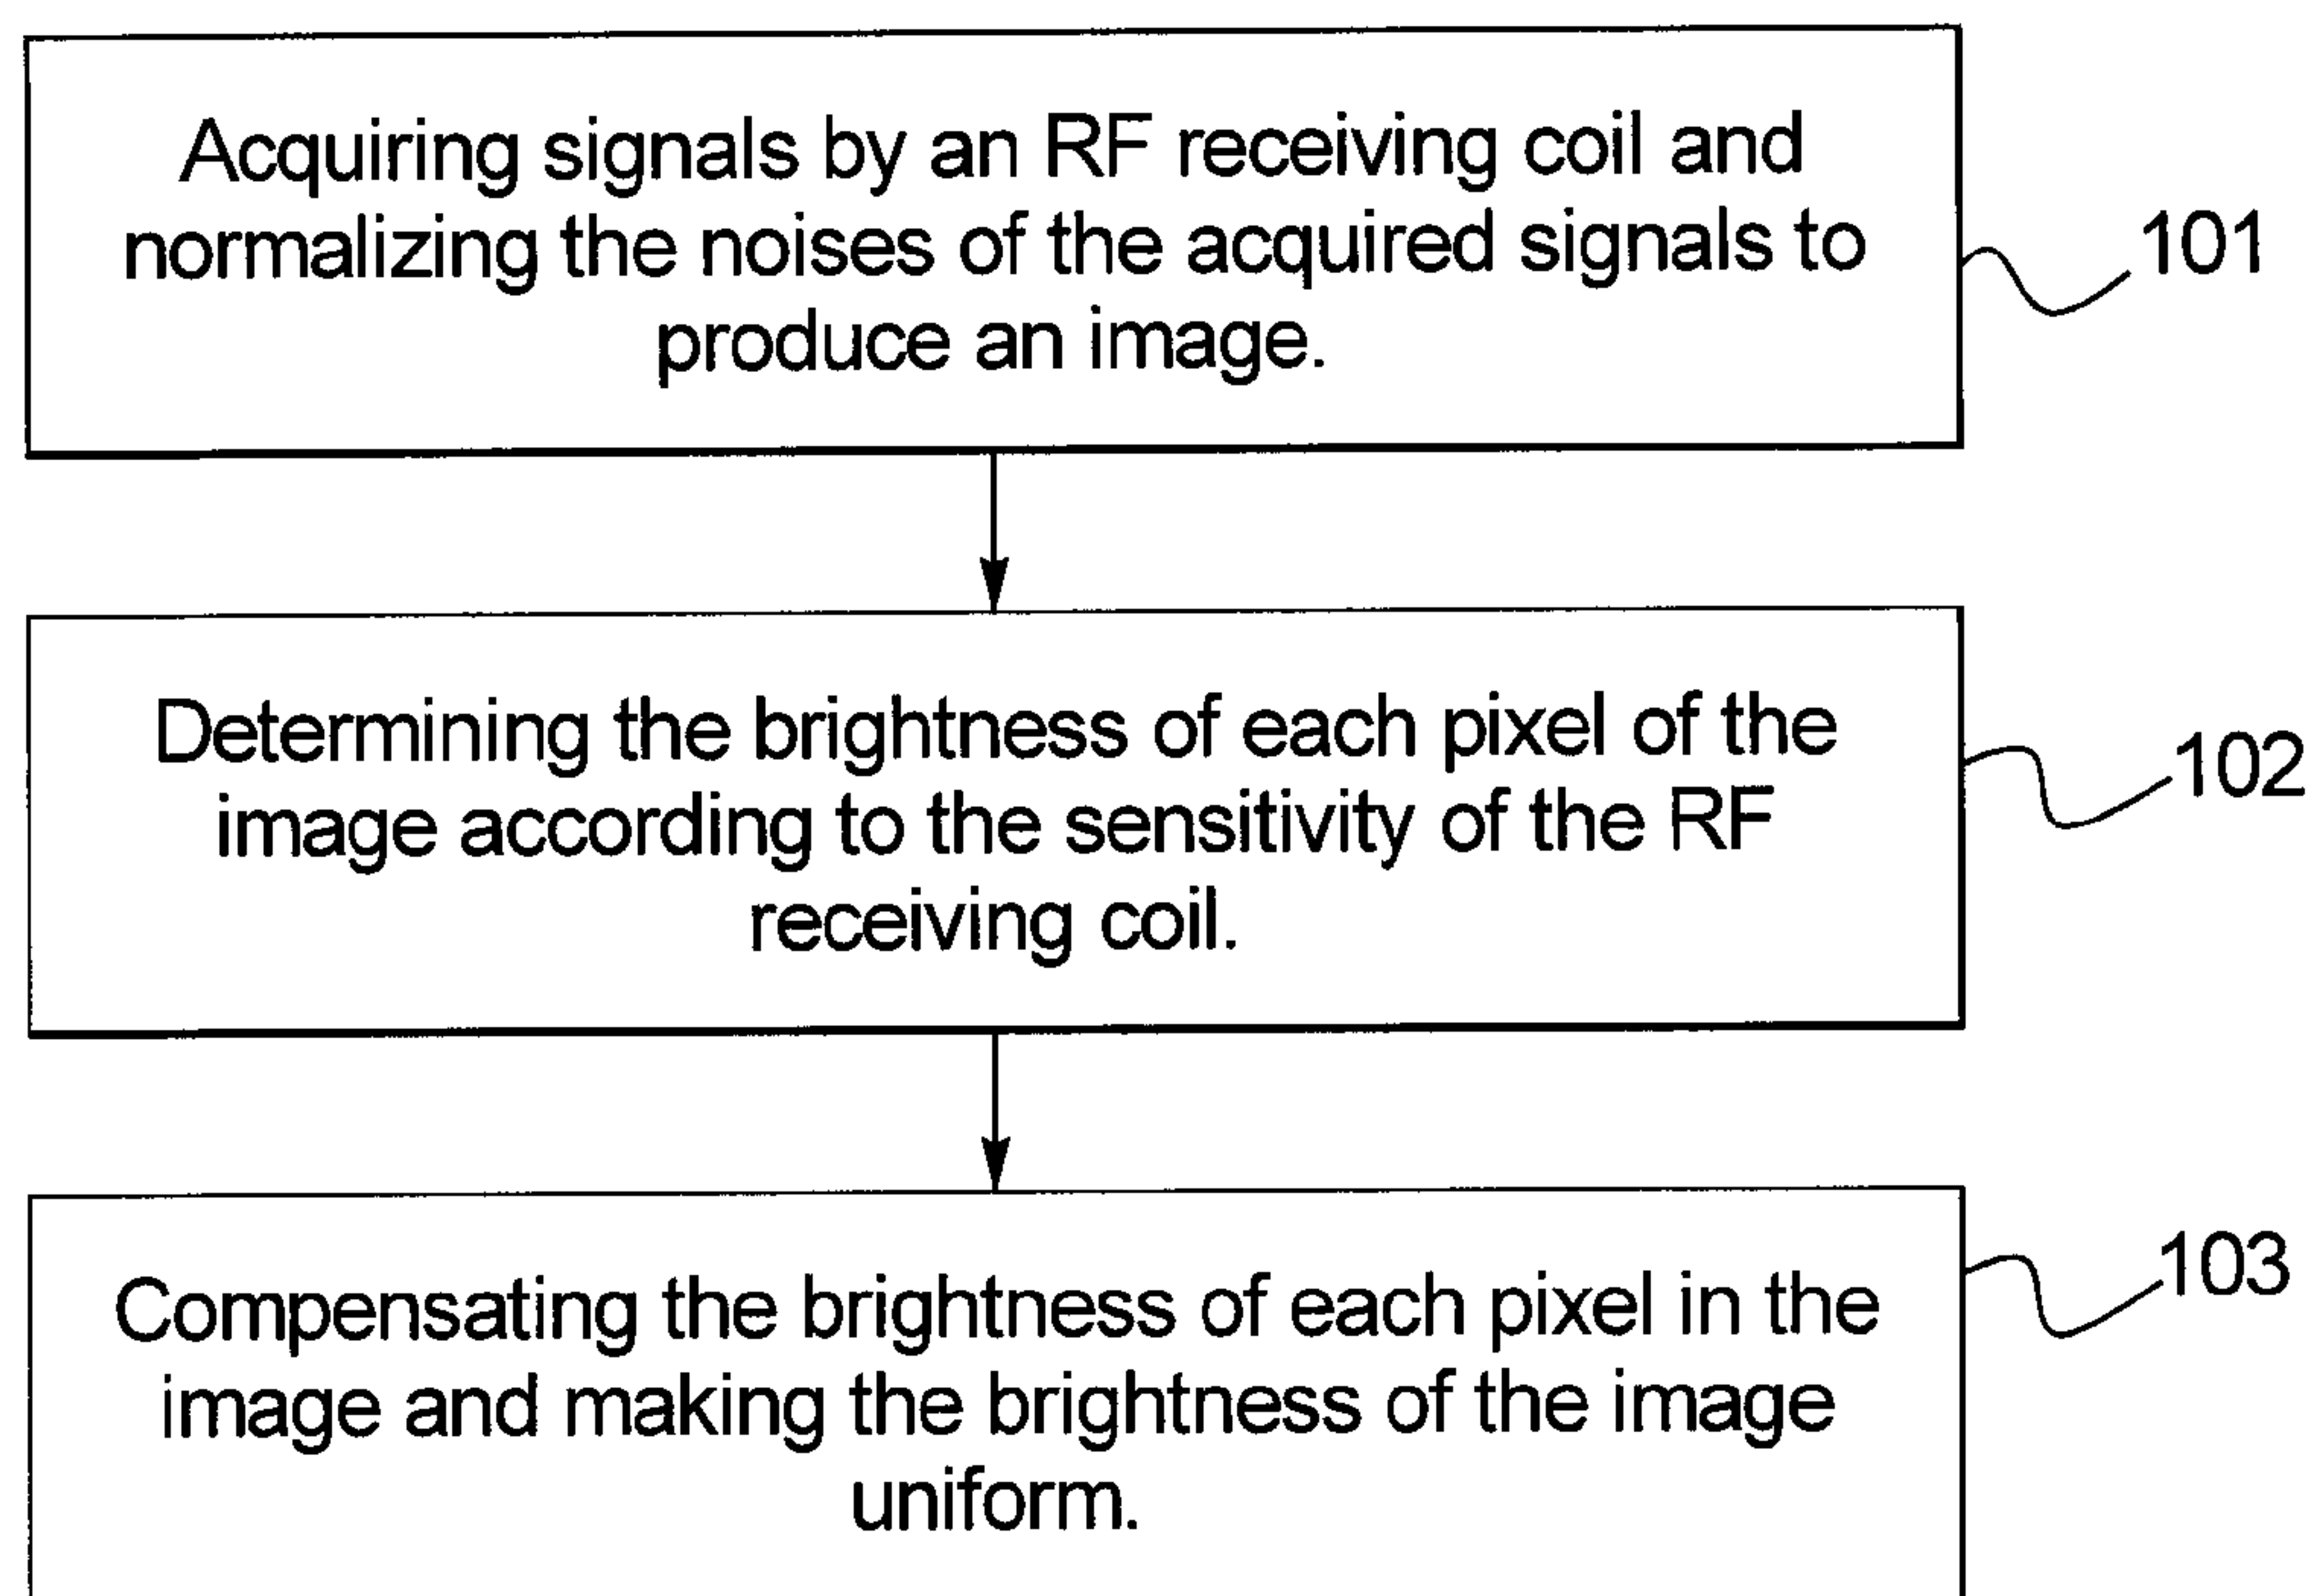 Acquiring signals by an RF receiving coil and
normalizing the noises of the acquired signals to
produce an image.
101
Determining the brightness of each pixel of the
image according to the sensitivity of the RF
receiving coil.
102
Compensating the brightness of each pixel in the
image and making the brightness of the image
uniform.
103